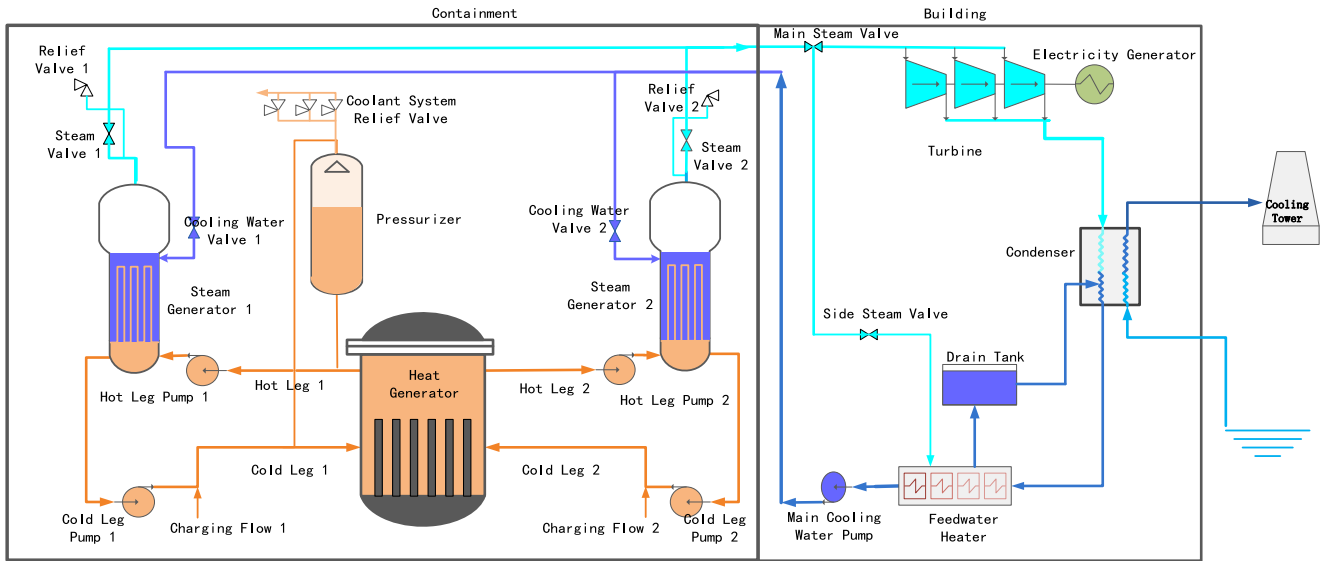 Containment
Building
Relief
Valve 1
Main Steam Valve
Electricity Generator
Coolant System
Relief Valve
Relief
Valve 2
Steam
Valve 1
Steam
Valve 2
Turbine
Cooling Water
Valve 1
Pressurizer
Cooling Water
Valve 2
Cooling
Tower
Condenser
Steam
Generator 1
Steam
Generator 2
Side Steam Valve
Drain Tank
Heat
Generator
Hot Leg 1
Hot Leg 2
Hot Leg Pump 1
Hot Leg Pump 2
Cold Leg 1
Cold Leg 2
Cold Leg
Pump 1
Charging Flow 1
Charging Flow 2
Cold Leg
Pump 2
Main Cooling
Water Pump
Feedwater
Heater